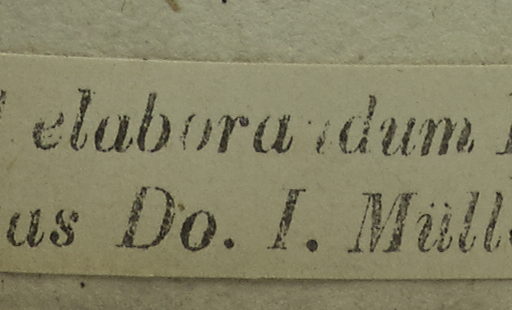 elaborandum
as Do. I. Müll